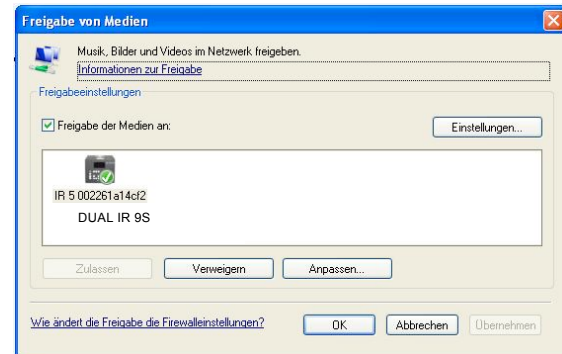 Freigabe von Medien
Musik, Bilder und Videos im Netzwerk freigeben.
Informationen zur Freigabe
Freigabeeinstellungen
Freigabe der Medien an:
Einstellungen...
IR 5 002261a14cf2
DUAL IR 9S
Zulassen
Verweigern
Anpassen...
Wie ändert die Freigabe die Firewalleinstellungen?
OK
Abbrechen
Übernehmen